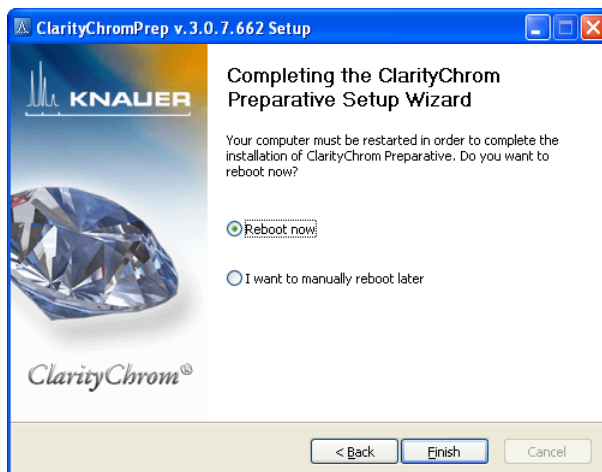 ClarityChromPrep v.3.0.7.662 Setup
KNAUER
Completing the ClarityChrom
Preparative Setup Wizard
Your computer must be restarted in order to complete the
installation of ClarityChrom Preparative. Do you want to
reboot now?
Reboot now
I want to manually reboot later
ClarityChrom®
< Back
Finish
Cancel